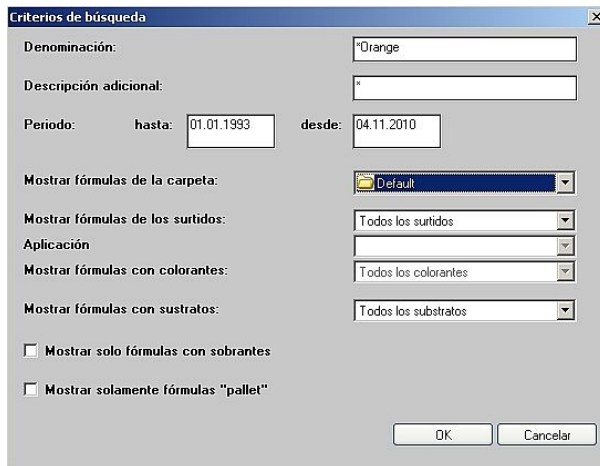 Criterios de búsqueda
Denominación: *Orange
Descripción adicional: *
Periodo: hasta: 01.01.1993 desde: 04.11.2010
Mostrar fórmulas de la carpeta: Default
Mostrar fórmulas de los surtidos: Todos los surtidos
Aplicación
Mostrar fórmulas con colorantes: Todos los colorantes
Mostrar fórmulas con sustratos: Todos los substratos
Mostrar solo fórmulas con sobrantes
Mostrar solamente fórmulas "pallet"
OK Cancelar